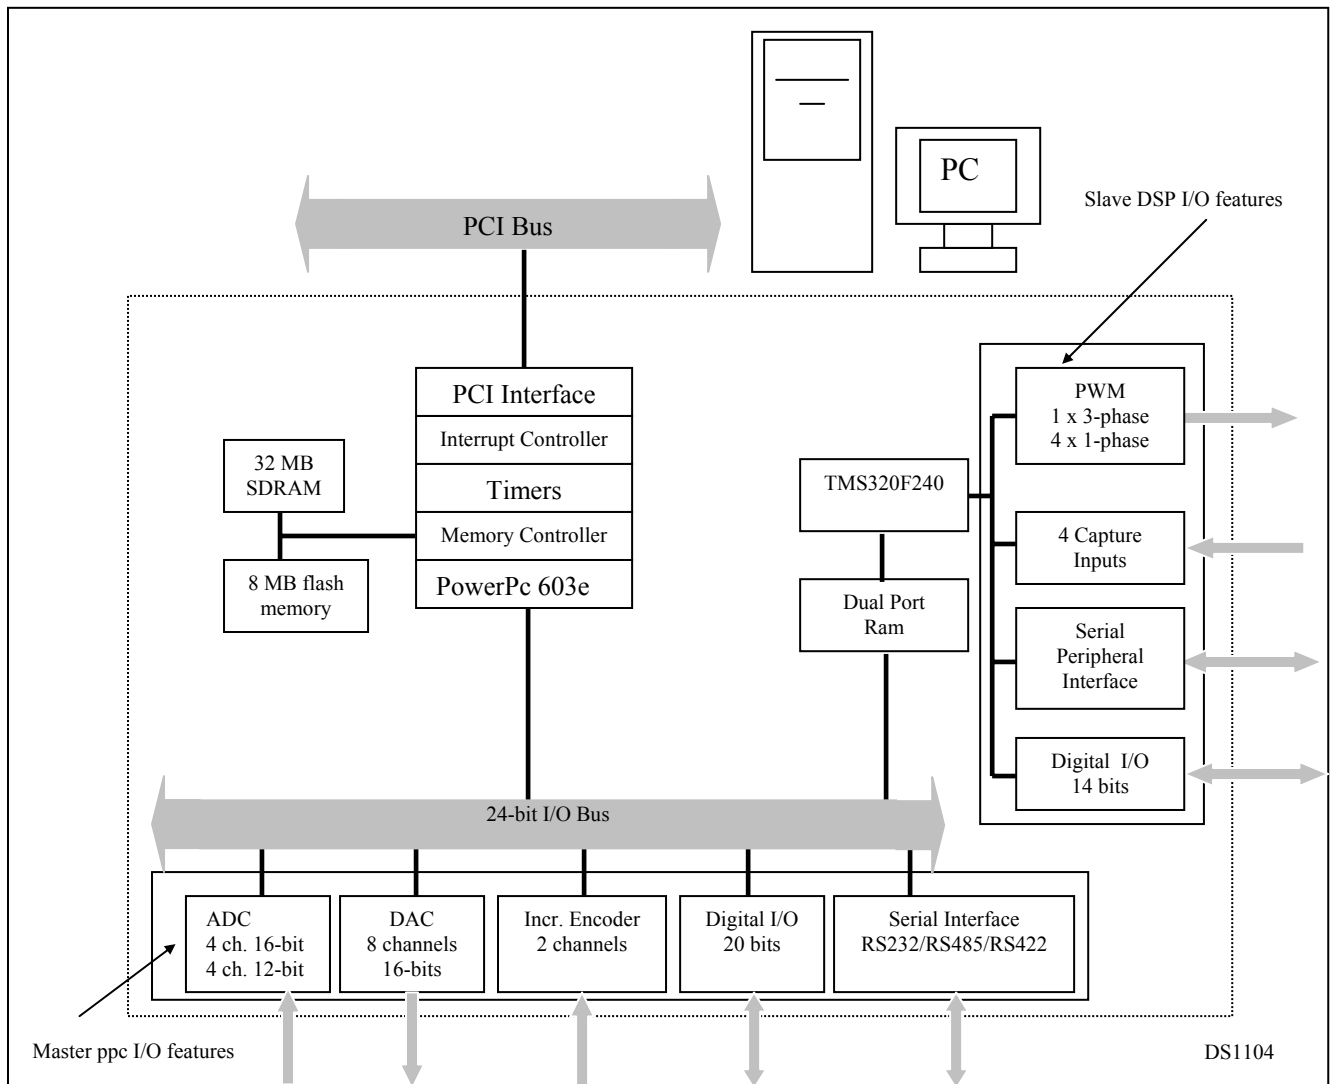 PC
Slave DSP I/O features
PCI Bus
PCI Interface
Interrupt Controller
Timers
Memory Controller
PowerPc 603e
32 MB
SDRAM
8 MB flash
memory
TMS320F240
Dual Port
Ram
PWM
1 x 3-phase
4 x 1-phase
4 Capture
Inputs
Serial
Peripheral
Interface
Digital I/O
14 bits
24-bit I/O Bus
ADC
4 ch. 16-bit
4 ch. 12-bit
DAC
8 channels
16-bits
Incr. Encoder
2 channels
Digital I/O
20 bits
Serial Interface
RS232/RS485/RS422
Master ppc I/O features
DS1104